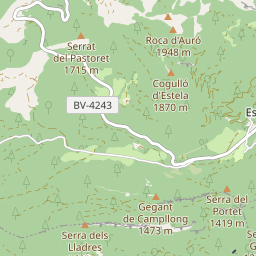 Roca d'Auró
1948 m
Serrat
del Pastoret
1715 m
Cogulló
d'Estela
1870 m
BV-4243
Es
Gegant
de Campllong
1473 m
Serra del
Portet
1419 m
Serra dels
Lladres
Se